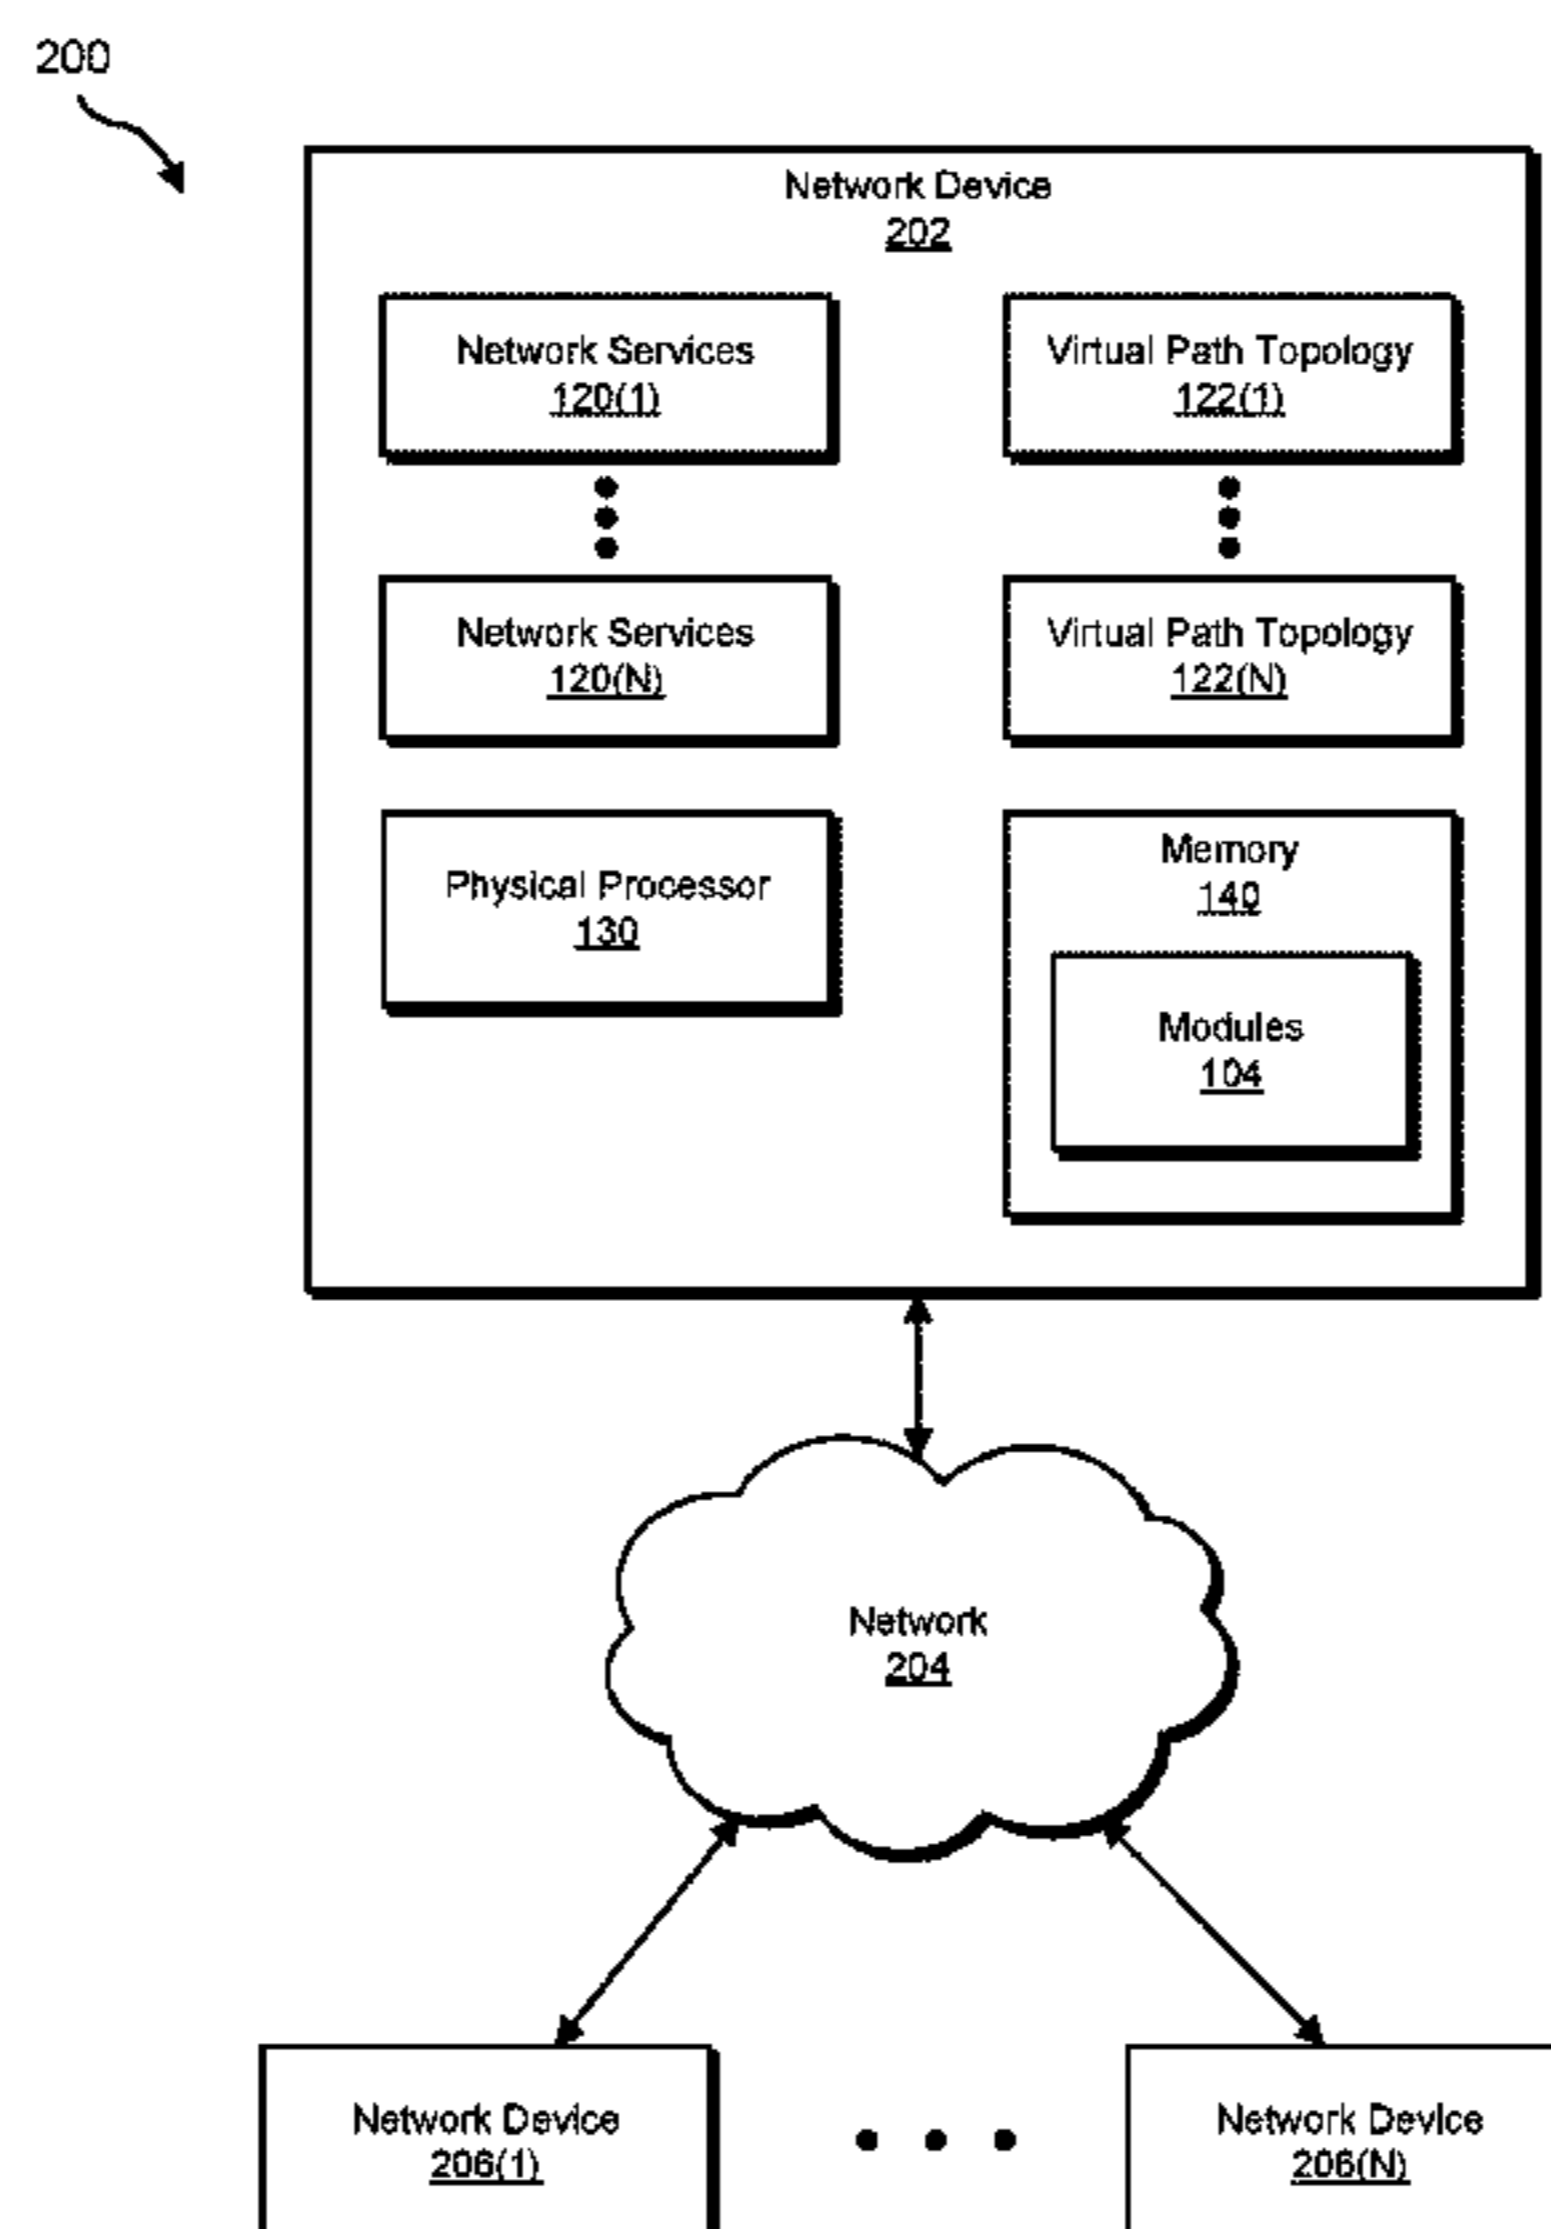 200
Network Device
202
Network Services
120(1)
Virtual Path Topology
122(1)
Network Services
120(N)
Virtual Path Topology
122(N)
Physical Processor
130
Memory
140
Modules
104
Network
204
Network Device
206(1)
Network Device
206(N)